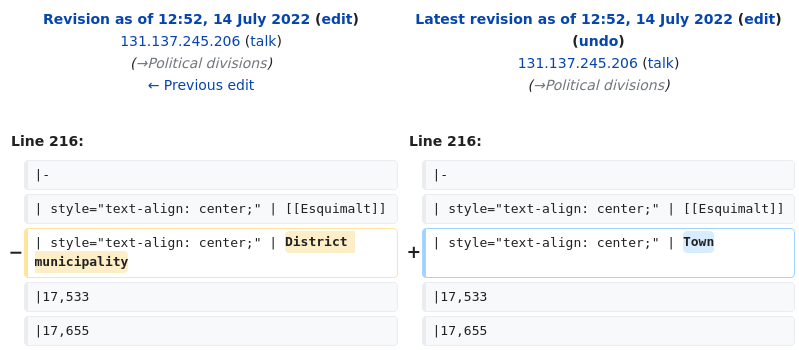 Revision as of 12:52, 14 July 2022 (edit)
131.137.245.206 (talk)
(→Political divisions)
← Previous edit
Latest revision as of 12:52, 14 July 2022 (edit)
(undo)
131.137.245.206 (talk)
(→Political divisions)
Line 216:
Line 216:
|-
|-
| style="text-align: center;" | [[Esquimalt]]
| style="text-align: center;" | [[Esquimalt]]
− | style="text-align: center;" | District
municipality
+ | style="text-align: center;" | Town
|17,533
|17,533
|17,655
|17,655